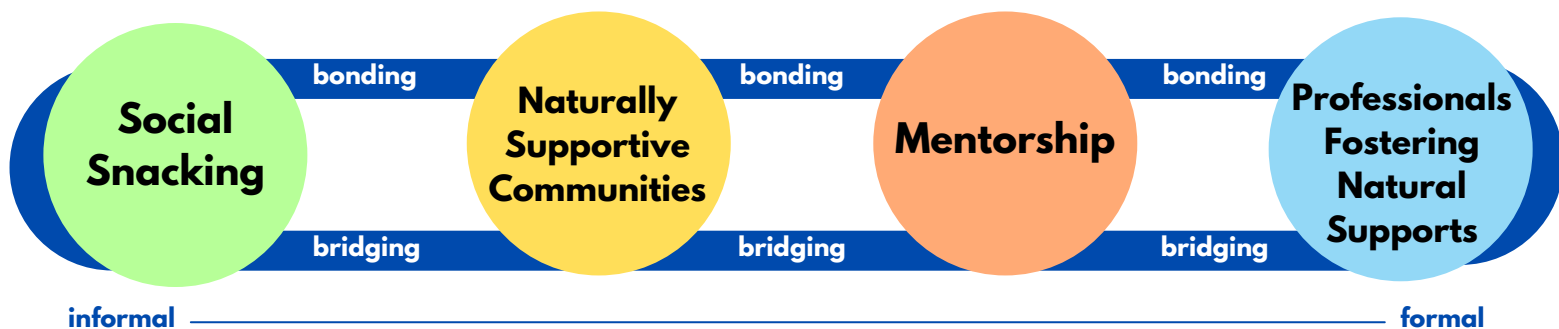 bonding
bonding
bonding
Social
Snacking
Naturally
Supportive
Communities
Mentorship
Professionals
Fostering
Natural
Supports
bridging
bridging
bridging
informal
formal